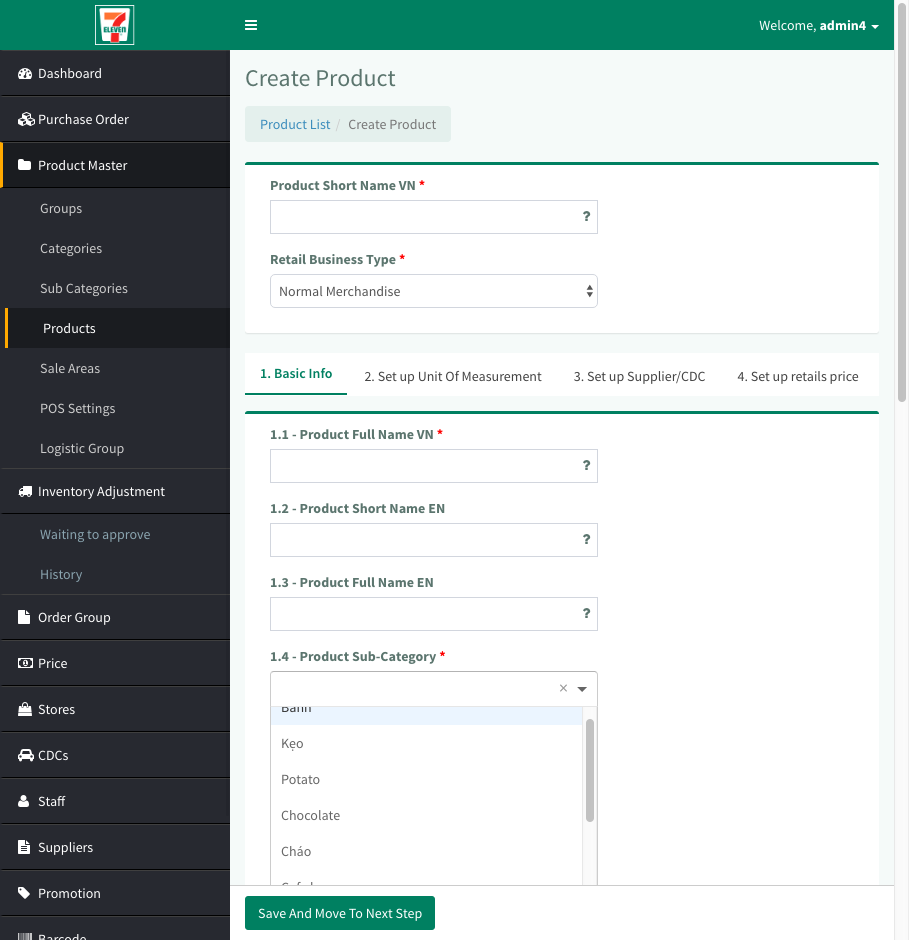 7
ELEVEN
Welcome, admin4
Dashboard
Purchase Order
Product Master
Groups
Categories
Sub Categories
Products
Sale Areas
POS Settings
Logistic Group
Inventory Adjustment
Waiting to approve
History
Order Group
Price
Stores
CDCs
Staff
Suppliers
Promotion
Barcode
Create Product
Product List / Create Product
Product Short Name VN *
?
Retail Business Type *
Normal Merchandise
1. Basic Info 2. Set up Unit Of Measurement 3. Set up Supplier/CDC 4. Set up retails price
1.1 - Product Full Name VN *
?
1.2 - Product Short Name EN
?
1.3 - Product Full Name EN
?
1.4 - Product Sub-Category *
×
Kẹo
Potato
Chocolate
Cháo
Save And Move To Next Step